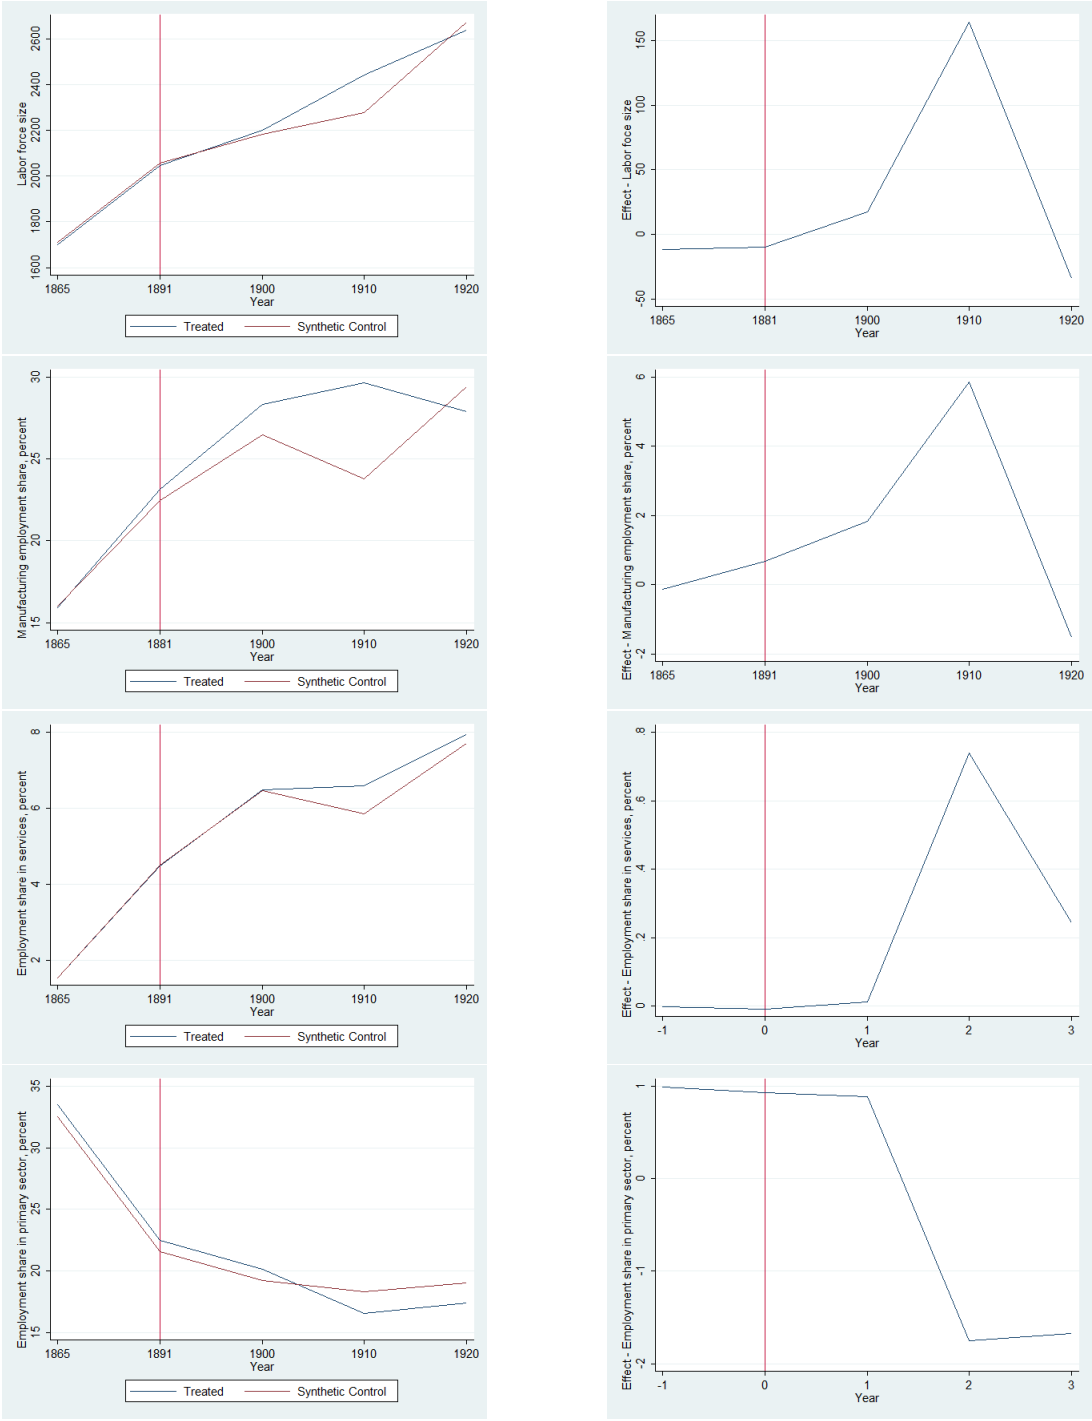 Labor force size
2600
2400
2200
2000
1800
1600
1865 1891 1900 1910 1920
Year
Treated Synthetic Control
Effect - Labor foce size
150
100
50
0
-50
1865 1881 1900 1910 1920
Year
Manufacturing employment share, percent
30
25
20
15
1865 1881 1900 1910 1920
Year
Treated Synthetic Control
Effect - Manufacturing employment share, percent
6
4
2
0
-2
1865 1891 1900 1910 1920
Year
Employment share in services, percent
8
6
4
2
1865 1891 1900 1910 1920
Year
Treated Synthetic Control
Effect - Employment share in services, percent
.8
.6
.4
.2
0
-1 0 1 2 3
Year
Employment share in primary sector, percent
35
30
25
20
15
1865 1891 1900 1910 1920
Year
Treated Synthetic Control
Effect - Employment share in primary sector, percent
1
0
-1
-2
-1 0 1 2 3
Year